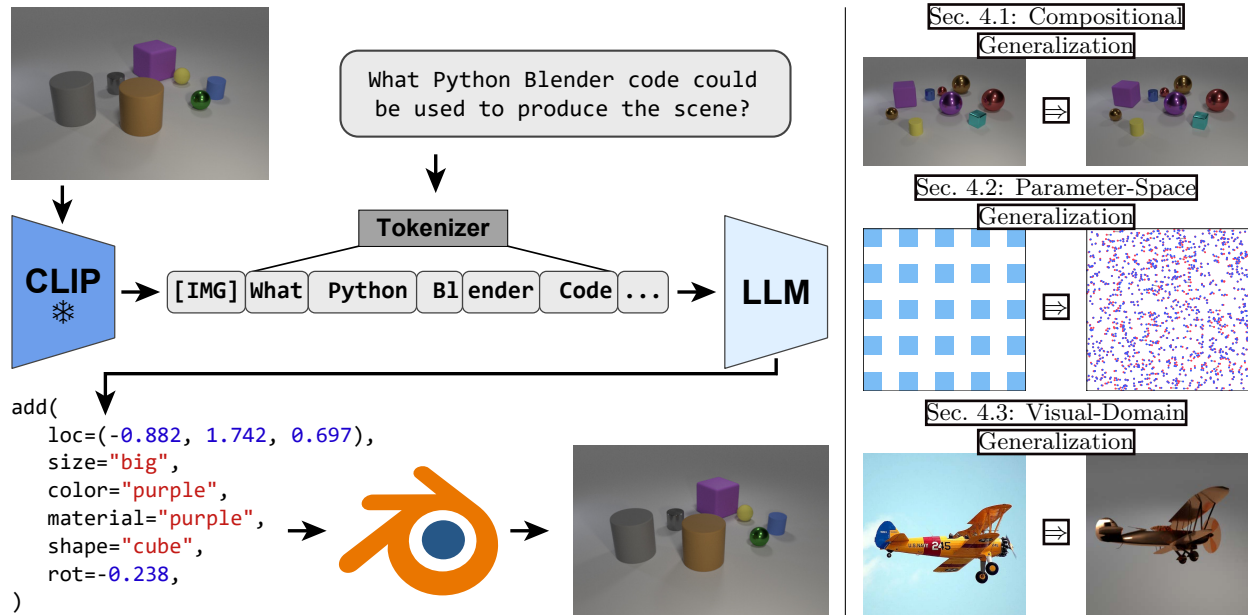 What Python Blender code could
be used to produce the scene?
Tokenizer
CLIP
[IMG] What Python Bl ender Code ...
LLM
add(
loc=(-0.882, 1.742, 0.697),
size="big",
color="purple",
material="purple",
shape="cube",
rot=-0.238,
)
Sec. 4.1: Compositional
Generalization
Sec. 4.2: Parameter-Space
Generalization
Sec. 4.3: Visual-Domain
Generalization
245